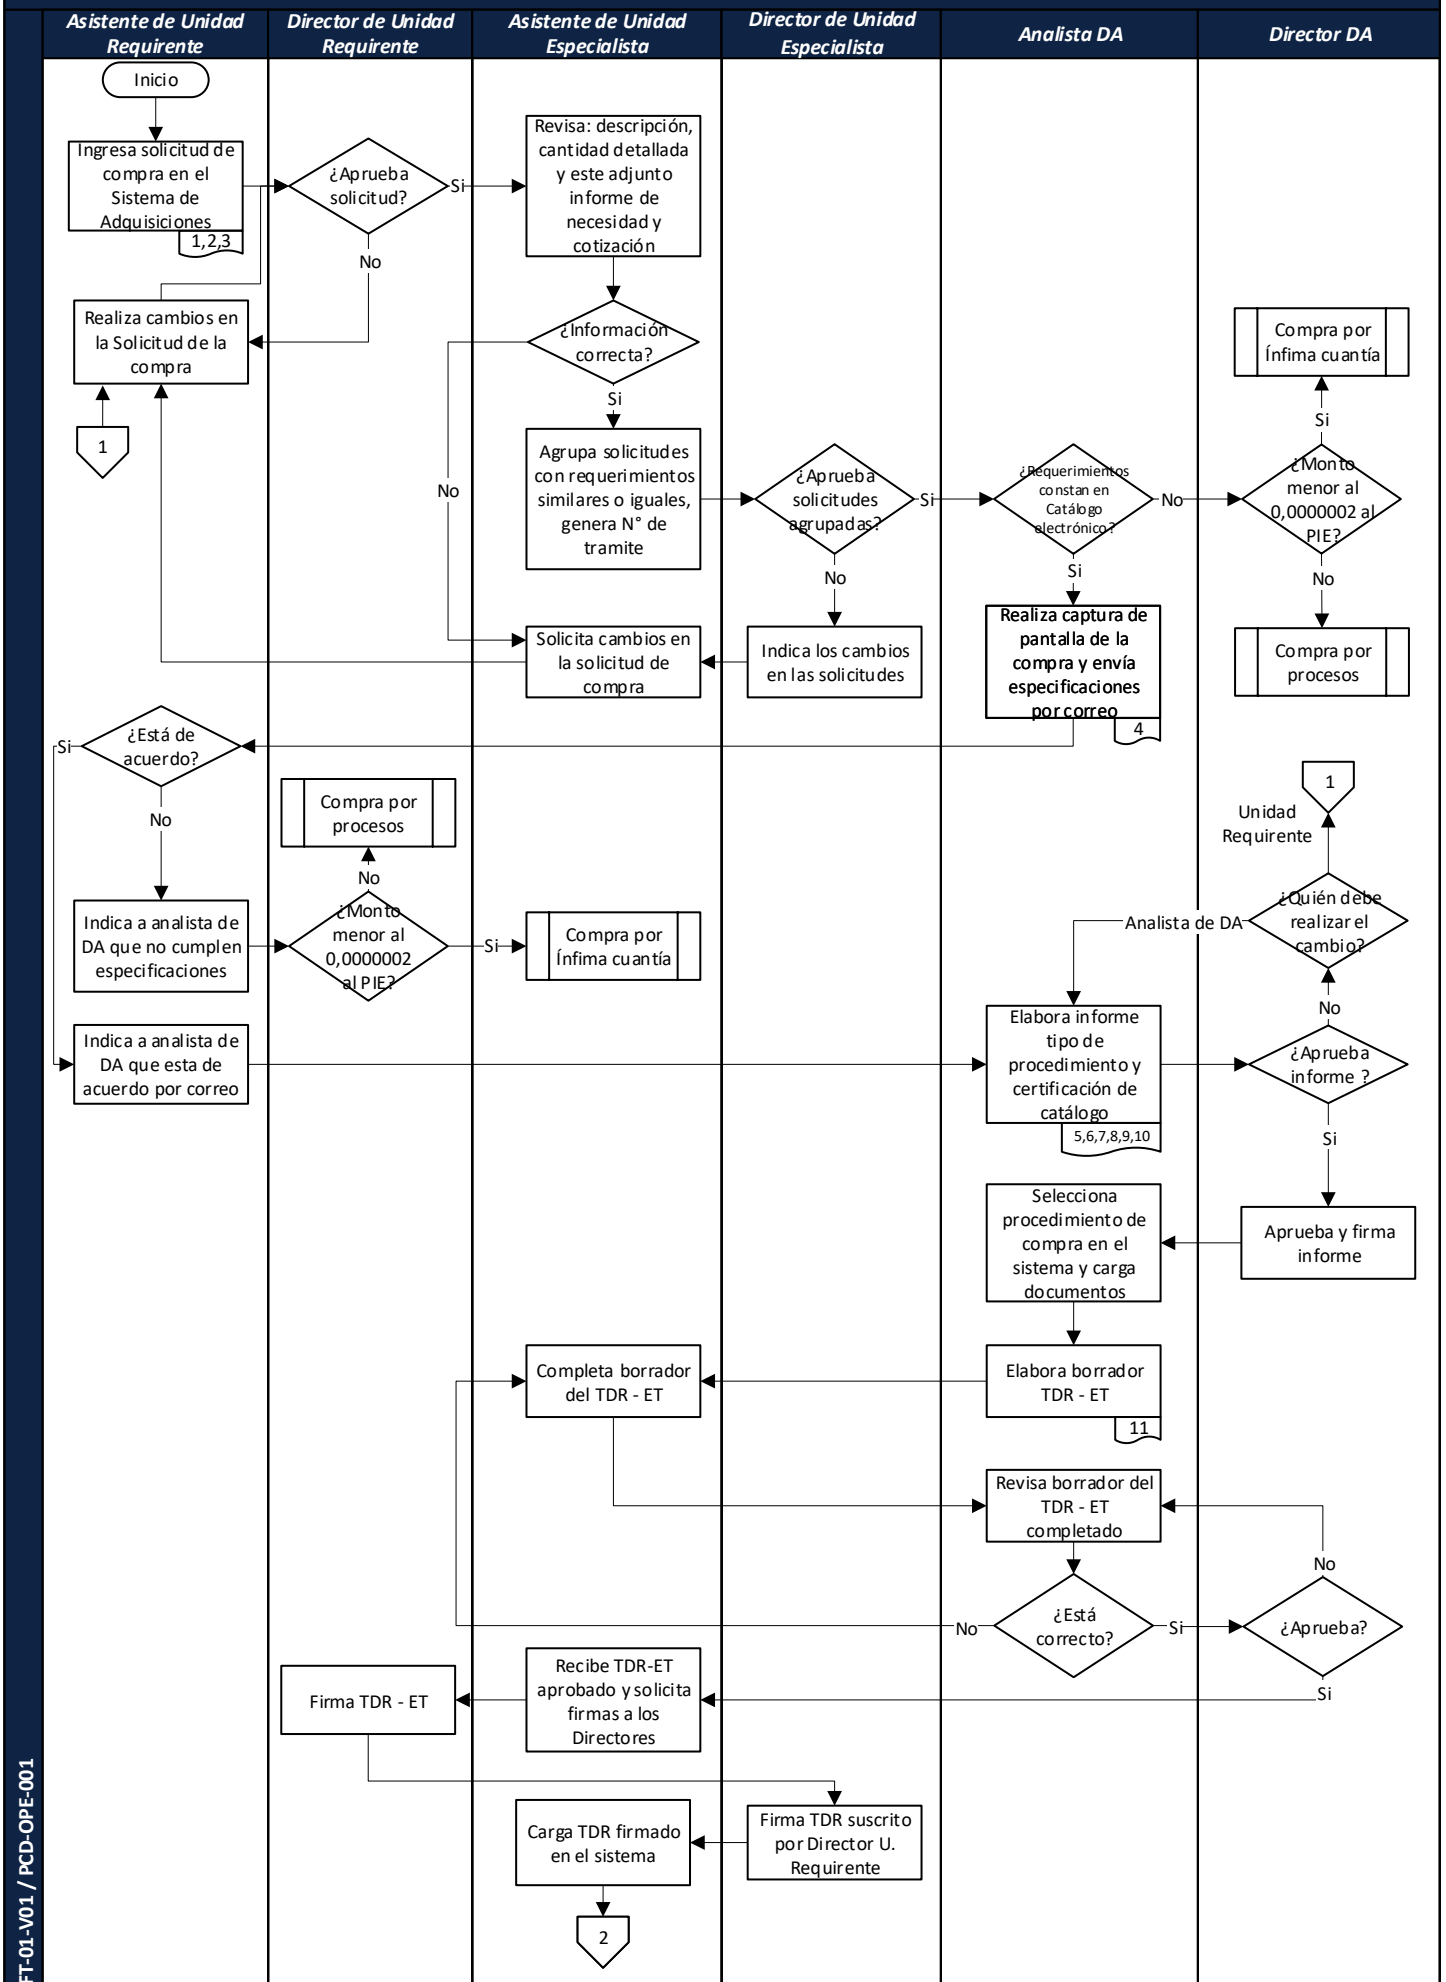 Asistente de Unidad
Requirente
Director de Unidad
Requirente
Asistente de Unidad
Especialista
Director de Unidad
Especialista
Analista DA
Director DA
Inicio
Ingresa solicitud de
compra en el
Sistema de
Adquisiciones
1,2,3
¿Aprueba
solicitud?
Si
No
Revisa: descripción,
cantidad detallada
y este adjunto
informe de
necesidad y
cotización
Realiza cambios en
la Solicitud de la
compra
1
¿Información
correcta?
Si
No
Compra por
Ínfima cuantía
Si
Agrupa solicitudes
con requerimientos
similares o iguales,
genera N° de
tramite
¿Aprueba
solicitudes
agrupadas?
Si
No
¿Requerimientos
constan en
Catálogo
electrónico?
No
Si
¿Monto
menor al
0,0000002 al
PIE?
No
Solicita cambios en
la solicitud de
compra
Indica los cambios
en las solicitudes
Realiza captura de
pantalla de la
compra y envía
especificaciones
por correo
4
Compra por
procesos
¿Está de
acuerdo?
Si
No
Compra por
procesos
No
1
Unidad
Requirente
Indica a analista de
DA que no cumplen
especificaciones
¿Monto
menor al
0,0000002
al PIE?
Si
Compra por
Ínfima cuantía
Analista de DA
¿Quién debe
realizar el
cambio?
No
Indica a analista de
DA que esta de
acuerdo por correo
Elabora informe
tipo de
procedimiento y
certificación de
catálogo
5,6,7,8,9,10
¿Aprueba
informe ?
Si
Selecciona
procedimiento de
compra en el
sistema y carga
documentos
Aprueba y firma
informe
Completa borrador
del TDR - ET
Elabora borrador
TDR - ET
11
Revisa borrador del
TDR - ET
completado
No
¿Está
correcto?
No
Si
¿Aprueba?
Si
Firma TDR - ET
Recibe TDR-ET
aprobado y solicita
firmas a los
Directores
Carga TDR firmado
en el sistema
Firma TDR suscrito
por Director U.
Requirente
2
FT-01-V01 / PCD-OPE-001